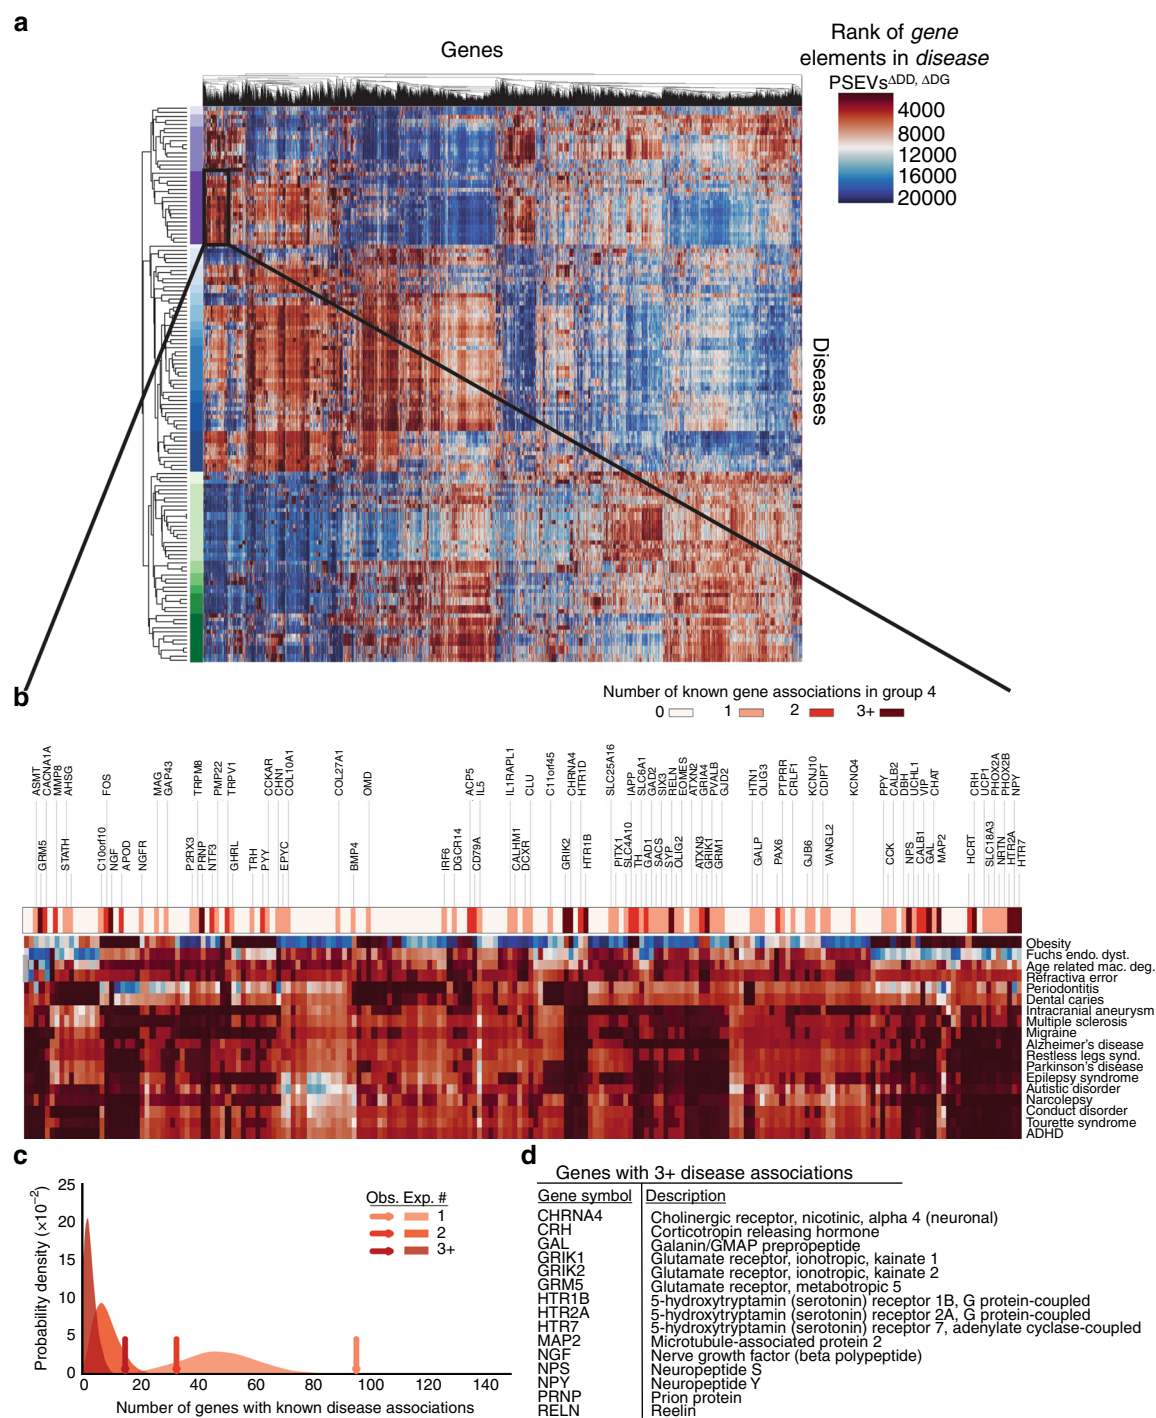 a
Genes
Rank of gene
elements in disease
PSEVsΔDD, ΔDG
4000
8000
12000
16000
20000
Diseases
b
Number of known gene associations in group 4
0 1 2 3+
ASMT
CACNA1A
MMP8
AHSG
FOS
MAG
GAP43
TRPM8
PMP22
TRPV1
CCKAR
CHN1
COL10A1
COL27A1
OMD
ACP5
IL5
IL1RAPL1
CLU
C11orf45
CHRNA4
HTR1D
SLC25A16
IAPP
SLC6A1
GAD2
SIX3
RELN
EOMES
ATXN2
GRIA4
PVALB
GJD2
HTN1
OLIG3
PTPRR
CRLF1
KCNJ10
CDIPT
KCNQ4
PPY
CALB2
DBH
UCHL1
VIP
CHAT
CRH
UCP1
PHOX2A
PHOX2B
NPY
GRM5
STATH
C10orf10
NGF
APOD
NGFR
P2RX3
PRNP
NTF3
GHRL
TRH
PYY
EPYC
BMP4
IRF6
DGCR14
CD79A
CALHM1
DCXR
GRIK2
HTR1B
PITX1
SLC4A10
TH
GAD1
SACS
SYP
OLIG2
ATXN3
GRIK1
GRM1
GALP
PAX6
GJB6
VANGL2
CCK
NPS
CALB1
GAL
MAP2
HCRT
SLC18A3
NRTN
HTR2A
HTR7
Obesity
Fuchs endo. dyst.
Age related mac. deg.
Refractiva error
Periodontitis
Dental caries
Intracranial aneurysm
Multiple sclerosis
Migraine
Alzheimer's disease
Restless legs synd.
Parkinson's disease
Epilepsy syndrome
Autistic disorder
Narcolepsy
Conduct disorder
Tourette syndrome
ADHD
c
Probability density (×10−2)
25
20
15
10
5
0
0 20 40 60 80 100 120 140
Number of genes with known disease associations
Obs. Exp. #
1
2
3+
d
Genes with 3+ disease associations
Gene symbol Description
CHRNA4 Cholinergic receptor, nicotinic, alpha 4 (neuronal)
CRH Corticotropin releasing hormone
GAL Galanin/GMAP prepropeptide
GRIK1 Glutamate receptor, ionotropic, kainate 1
GRIK2 Glutamate receptor, ionotropic, kainate 2
GRM5 Glutamate receptor, metabotropic 5
HTR1B 5-hydroxytryptamin (serotonin) receptor 1B, G protein-coupled
HTR2A 5-hydroxytryptamin (serotonin) receptor 2A, G protein-coupled
HTR7 5-hydroxytryptamin (serotonin) receptor 7, adenylate cyclase-coupled
MAP2 Microtubule-associated protein 2
NGF Nerve growth factor (beta polypeptide)
NPS Neuropeptide S
NPY Neuropeptide Y
PRNP Prion protein
RELN Reelin